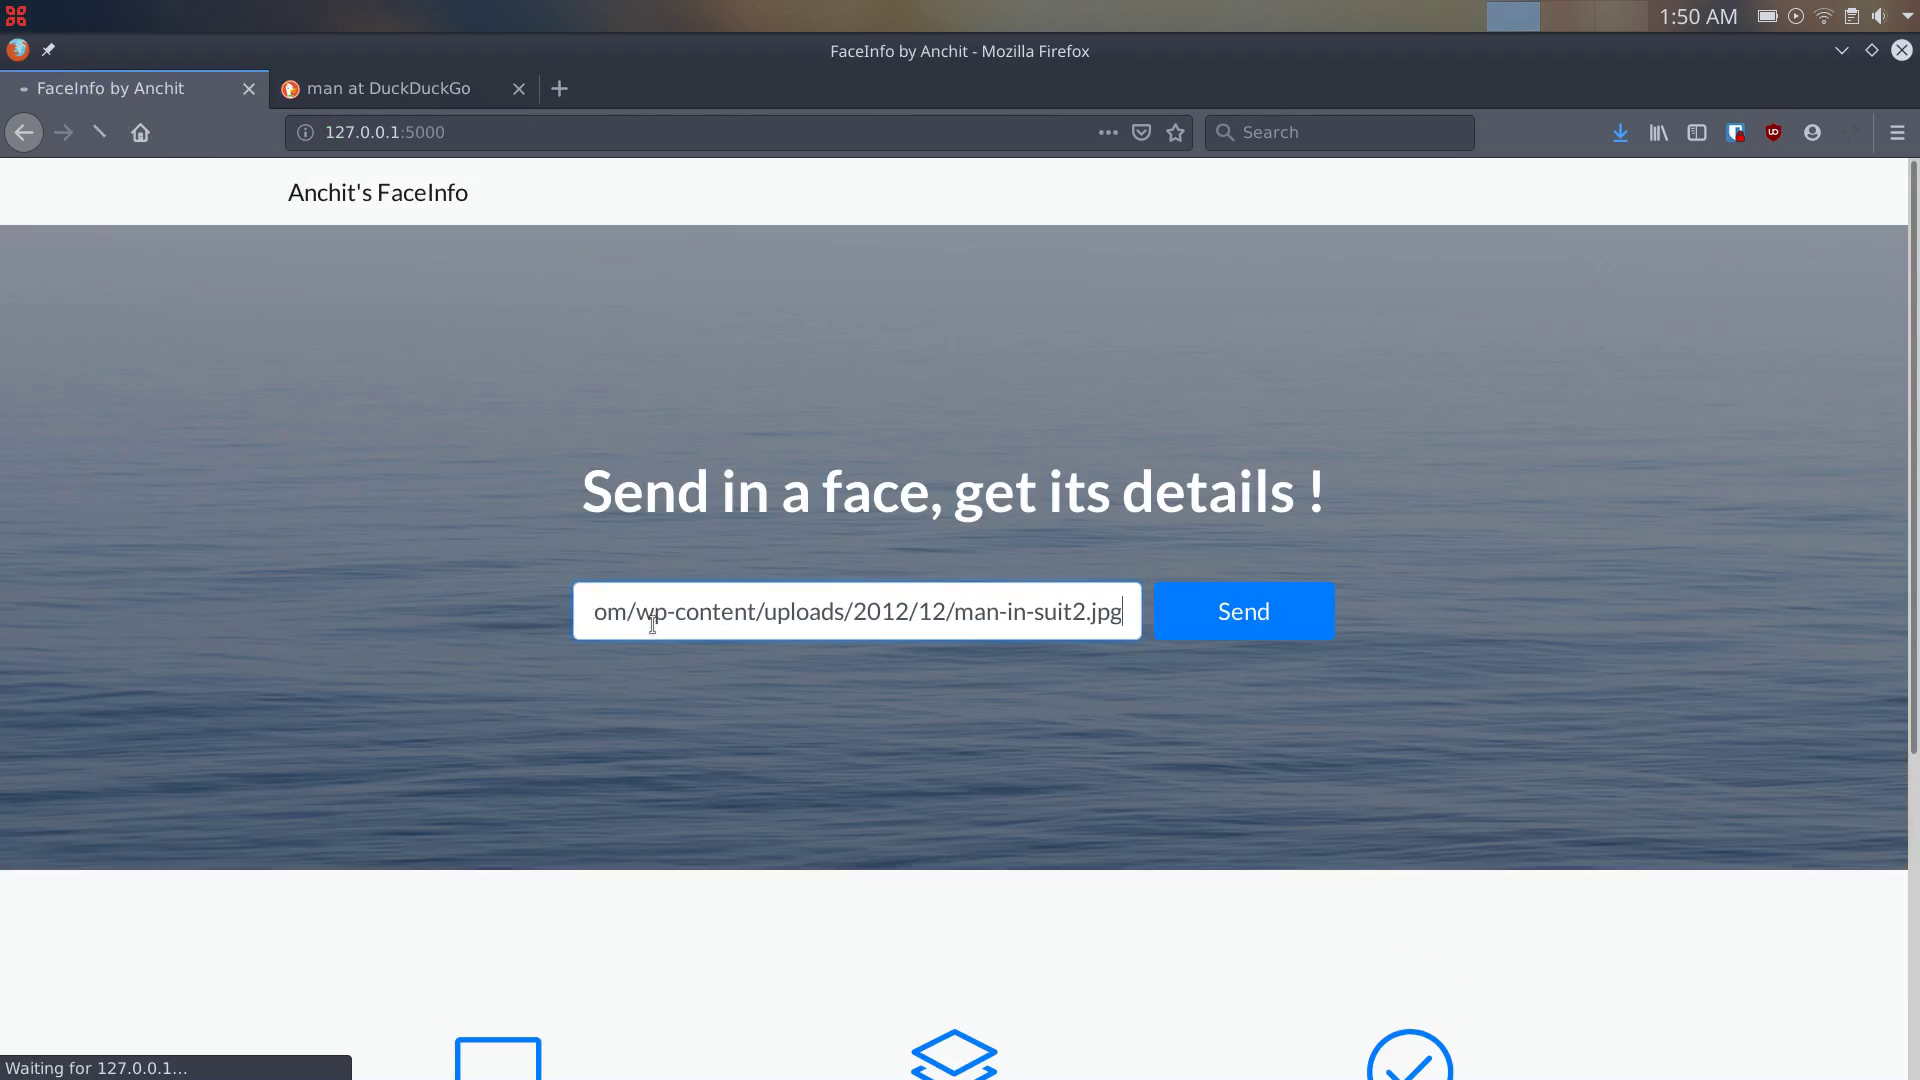 1:50 AM
FaceInfo by Anchit - Mozilla Firefox
FaceInfo by Anchit
man at DuckDuckGo
127.0.0.1:5000
Search
Anchit's FaceInfo
Send in a face, get its details !
om/wp-content/uploads/2012/12/man-in-suit2.jpg
Send
Waiting for 127.0.0.1...